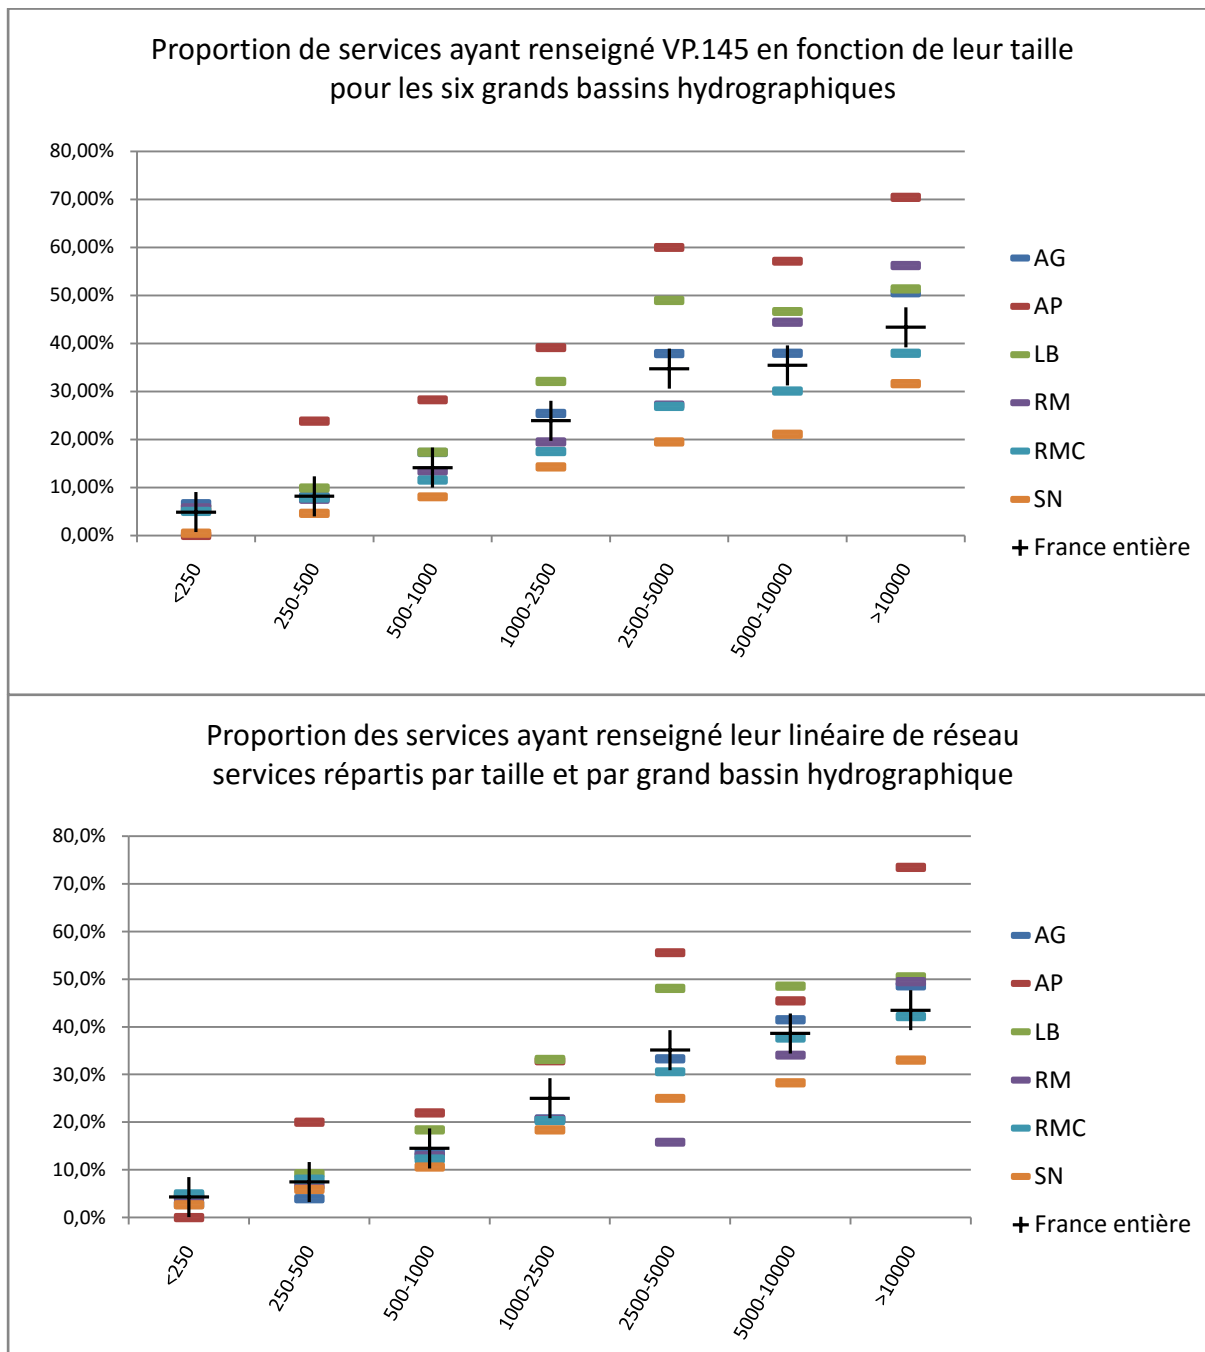 Proportion de services ayant renseigné VP.145 en fonction de leur taille
pour les six grands bassins hydrographiques
80,00%
70,00%
60,00%
50,00%
40,00%
30,00%
20,00%
10,00%
0,00%
<250
250-500
500-1000
1000-2500
2500-5000
5000-10000
>10000
AG
AP
LB
RM
RMC
SN
France entière
Proportion des services ayant renseigné leur linéaire de réseau
services répartis par taille et par grand bassin hydrographique
80,0%
70,0%
60,0%
50,0%
40,0%
30,0%
20,0%
10,0%
0,0%
<250
250-500
500-1000
1000-2500
2500-5000
5000-10000
>10000
AG
AP
LB
RM
RMC
SN
France entière